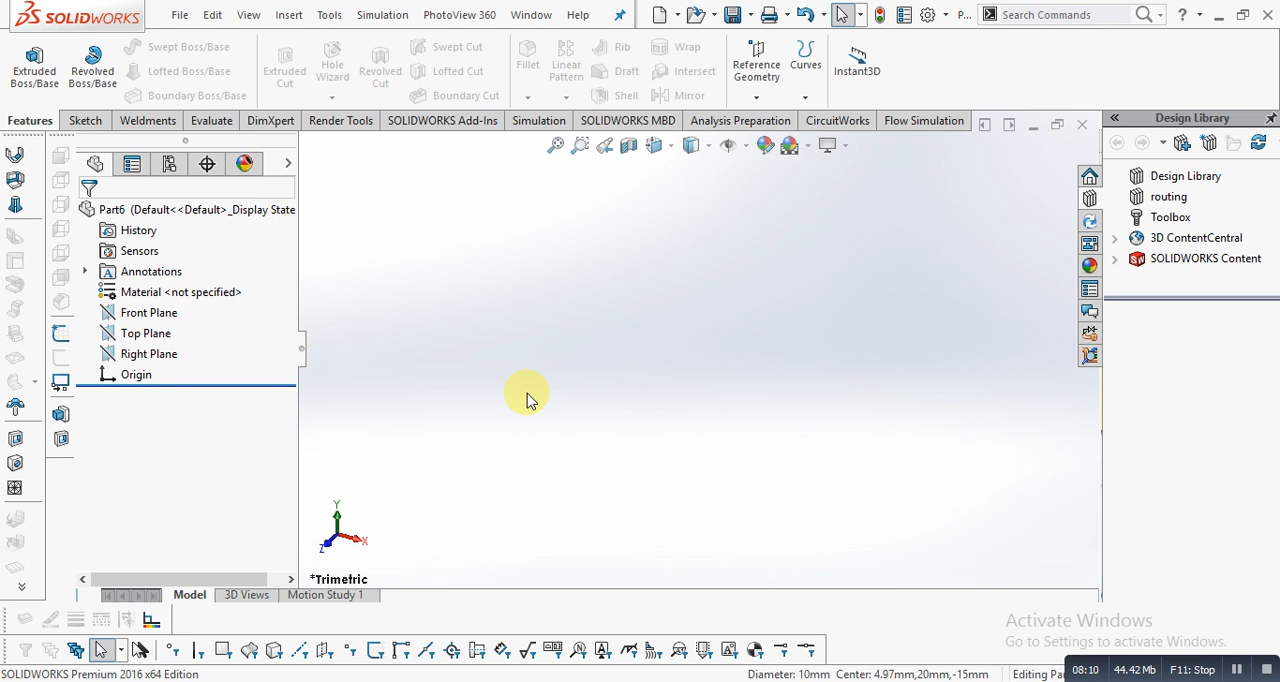 SOLIDWORKS
File Edit View Insert Tools Simulation PhotoView 360 Window Help
P... Search Commands
Extruded Boss/Base
Revolved Boss/Base
Swept Boss/Base
Lofted Boss/Base
Boundary Boss/Base
Extruded Cut
Hole Wizard
Revolved Cut
Swept Cut
Lofted Cut
Boundary Cut
Fillet
Linear Pattern
Rib
Draft
Shell
Wrap
Intersect
Mirror
Reference Geometry
Curves
Instant3D
Features Sketch Weldments Evaluate DimXpert Render Tools SOLIDWORKS Add-Ins Simulation SOLIDWORKS MBD Analysis Preparation CircuitWorks Flow Simulation
Design Library
Part6 (Default<<Default>_Display State
History
Sensors
Annotations
Material <not specified>
Front Plane
Top Plane
Right Plane
Origin
Design Library
routing
Toolbox
3D ContentCentral
SOLIDWORKS Content
Y
X
Z
*Trimetric
Model 3D Views Motion Study 1
Activate Windows
Go to Settings to activate Windows.
SOLIDWORKS Premium 2016 x64 Edition
Diameter: 10mm Center: 4.97mm,20mm,-15mm Editing Pa
08:10 44.42 Mb F11: Stop